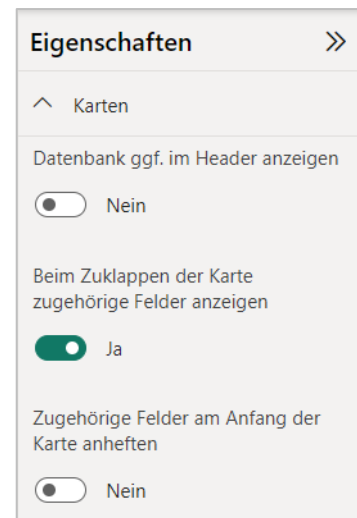 Eigenschaften
Karten
Datenbank ggf. im Header anzeigen
Nein
Beim Zuklappen der Karte
zugehörige Felder anzeigen
Ja
Zugehörige Felder am Anfang der
Karte anheften
Nein